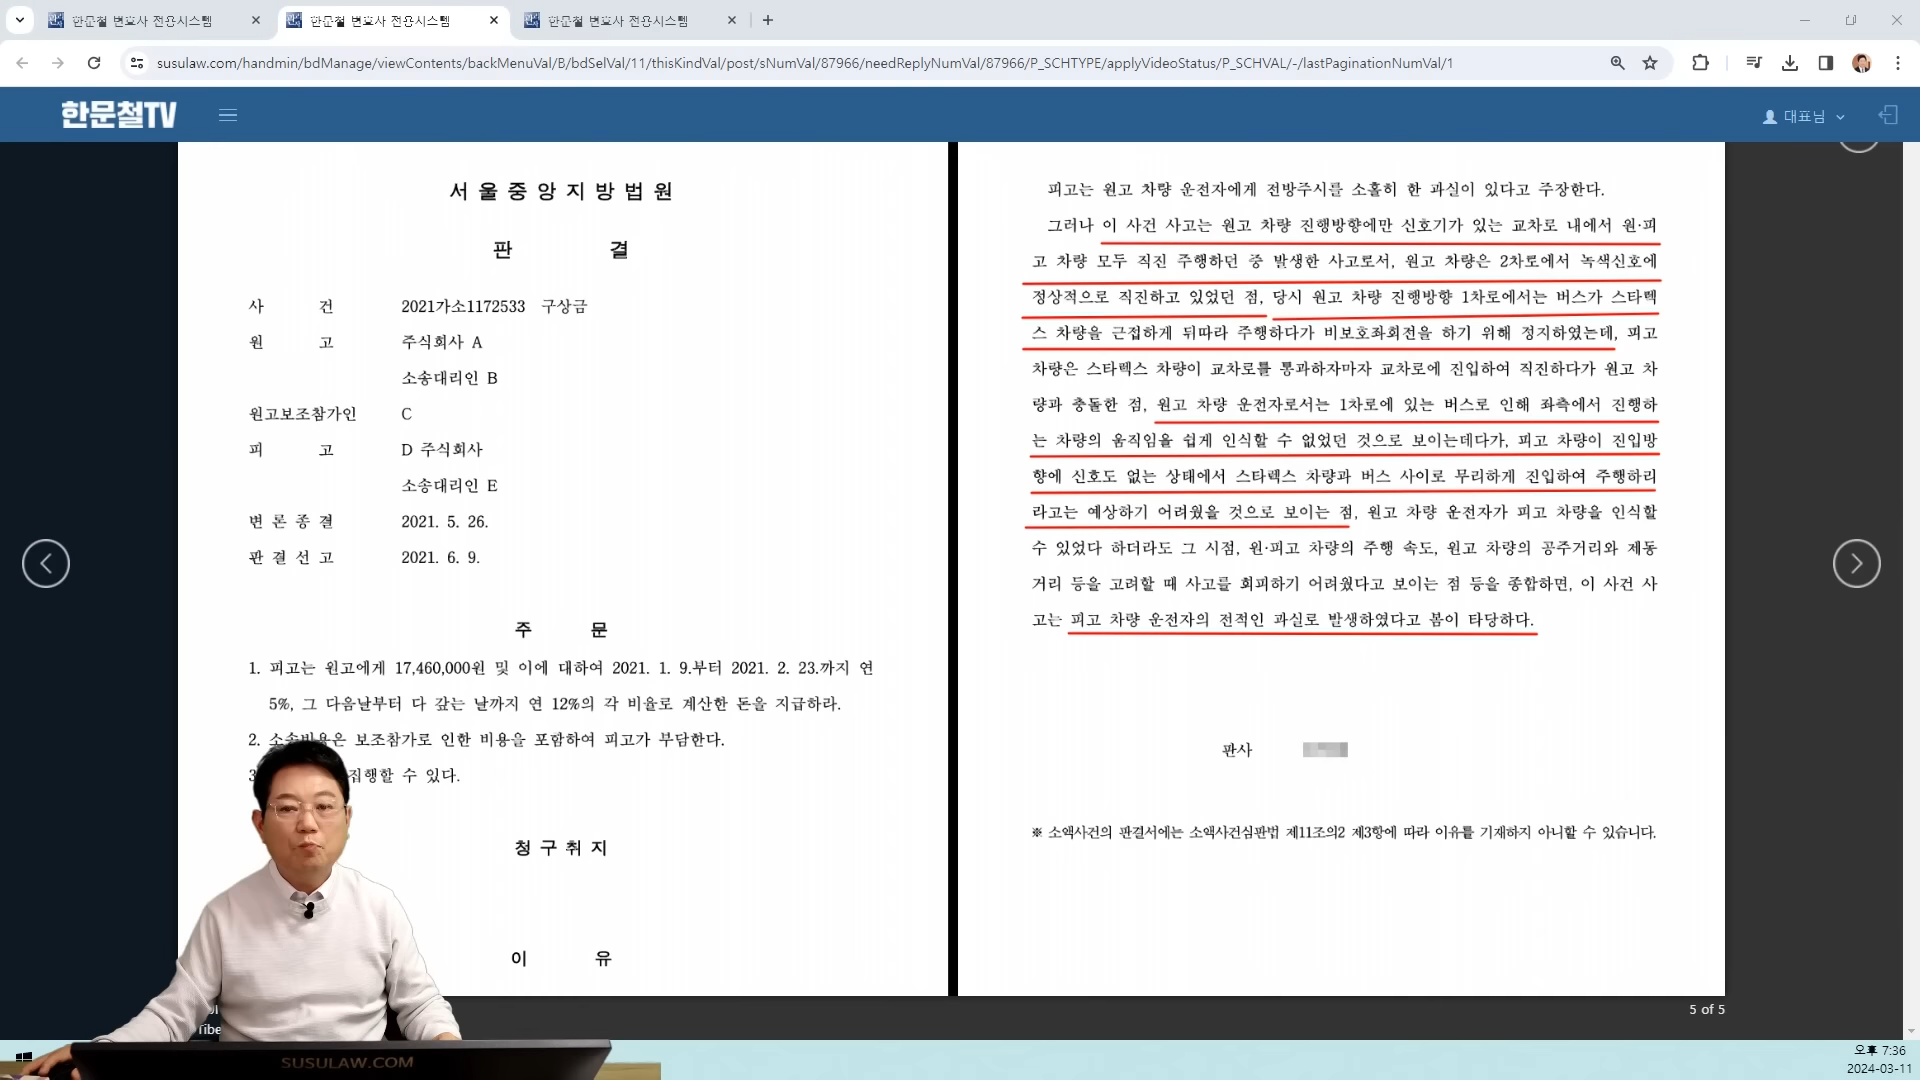 한문철 변호사 전용시스템
한문철 변호사 전용시스템
한문철 변호사 전용시스템
susulaw.com/handmin/bdManage/viewContents/backMenuVal/B/bdSelVal/11/thisKindVal/post/sNumVal/87966/needReplyNumVal/87966/P_SCHTYPE/applyVideoStatus/P_SCHVAL/-/lastPaginationNumVal/1
한문철TV
대표님
서울중앙지방법원
판 결
사 건 2021가소1172533 구상금
원 고 주식회사 A
소송대리인 B
원고보조참가인 C
피 고 D 주식회사
소송대리인 E
변론종결 2021. 5. 26.
판결선고 2021. 6. 9.
주 문
1. 피고는 원고에게 17,460,000원 및 이에 대하여 2021. 1. 9.부터 2021. 2. 23.까지 연
5%, 그 다음날부터 다 갚는 날까지 연 12%의 각 비율로 계산한 돈을 지급하라.
2. 소송비용은 보조참가로 인한 비용을 포함하여 피고가 부담한다.
3 집행할 수 있다.
청구취지
이 유
피고는 원고 차량 운전자에게 전방주시를 소홀히 한 과실이 있다고 주장한다.
그러나 이 사건 사고는 원고 차량 진행방향에만 신호기가 있는 교차로 내에서 원·피
고 차량 모두 직진 주행하던 중 발생한 사고로서, 원고 차량은 2차로에서 녹색신호에
정상적으로 직진하고 있었던 점, 당시 원고 차량 진행방향 1차로에서는 버스가 스타렉
스 차량을 근접하게 뒤따라 주행하다가 비보호좌회전을 하기 위해 정지하였는데, 피고
차량은 스타렉스 차량이 교차로를 통과하자마자 교차로에 진입하여 직진하다가 원고 차
량과 충돌한 점, 원고 차량 운전자로서는 1차로에 있는 버스로 인해 좌측에서 진행하
는 차량의 움직임을 쉽게 인식할 수 없었던 것으로 보이는데다가, 피고 차량이 진입방
향에 신호도 없는 상태에서 스타렉스 차량과 버스 사이로 무리하게 진입하여 주행하리
라고는 예상하기 어려웠을 것으로 보이는 점, 원고 차량 운전자가 피고 차량을 인식할
수 있었다 하더라도 그 시점, 원·피고 차량의 주행 속도, 원고 차량의 공주거리와 제동
거리 등을 고려할 때 사고를 회피하기 어려웠다고 보이는 점 등을 종합하면, 이 사건 사
고는 피고 차량 운전자의 전적인 과실로 발생하였다고 봄이 타당하다.
판사
※ 소액사건의 판결서에는 소액사건심판법 제11조의2 제3항에 따라 이유를 기재하지 아니할 수 있습니다.
5 of 5
SUSULAW.COM
오후 7:36
2024-03-11